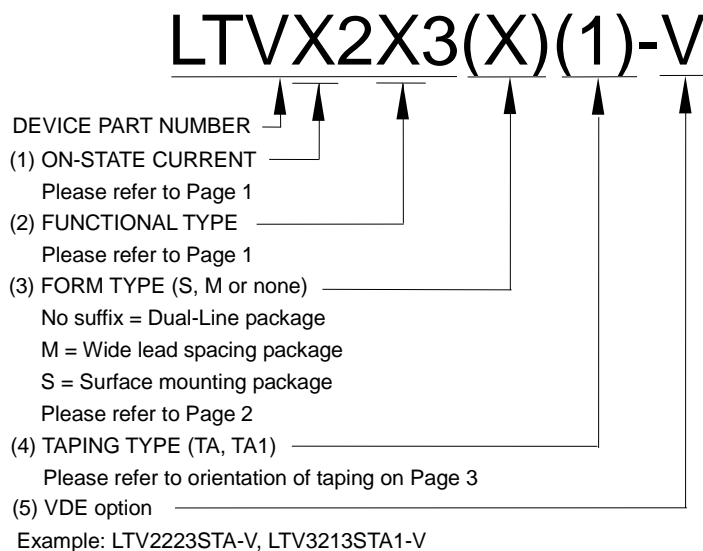 LTVX2X3(X)(1)-V
DEVICE PART NUMBER
(1) ON-STATE CURRENT
Please refer to Page 1
(2) FUNCTIONAL TYPE
Please refer to Page 1
(3) FORM TYPE (S, M or none)
No suffix = Dual-Line package
M = Wide lead spacing package
S = Surface mounting package
Please refer to Page 2
(4) TAPING TYPE (TA, TA1)
Please refer to orientation of taping on Page 3
(5) VDE option
Example: LTV2223STA-V, LTV3213STA1-V